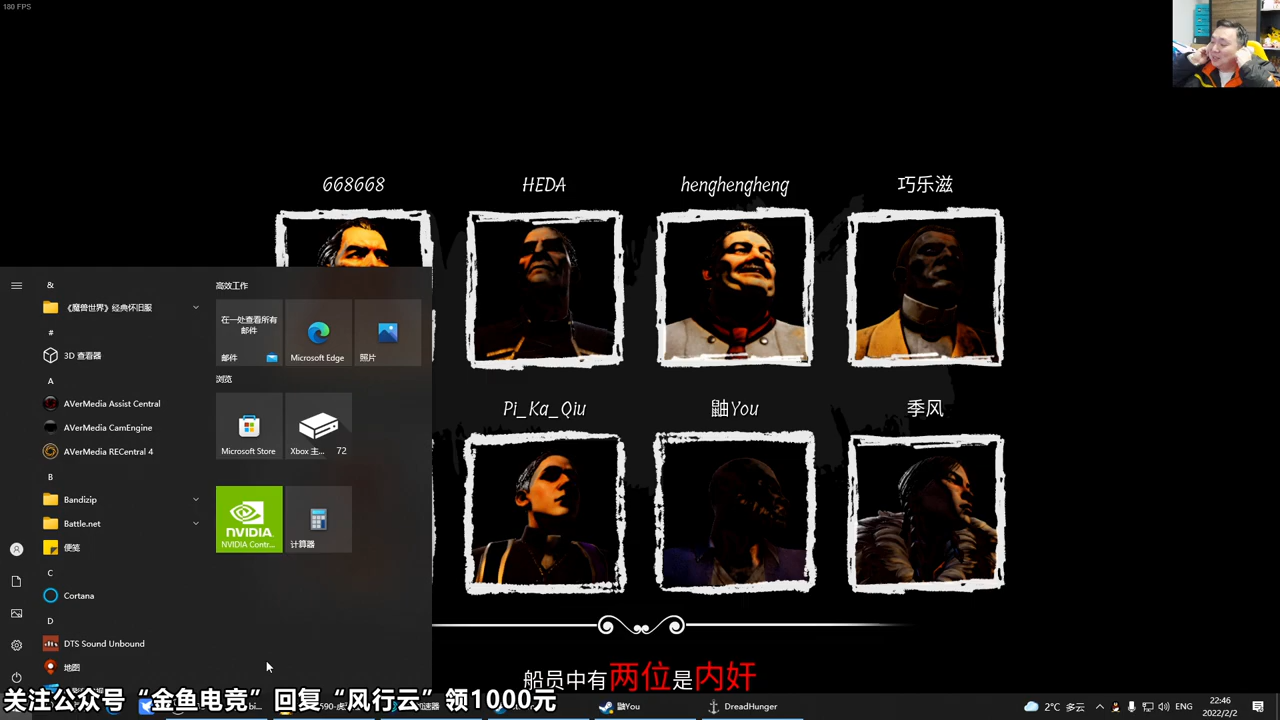 180 FPS
668668
HEDA
henghengheng
巧乐滋
&
《魔兽世界》经典怀旧服
#
3D 查看器
A
AVerMedia Assist Central
AVerMedia CamEngine
AVerMedia RECentral 4
B
Bandizip
Battle.net
便笺
C
Cortana
D
DTS Sound Unbound
地图
高效工作
在一处查看所有
邮件
邮件
Microsoft Edge
照片
浏览
Microsoft Store
Xbox 主...
72
NVIDIA
NVIDIA Contr...
计算器
Pi_Ka_Qiu
鼬You
季风
船员中有两位是内奸
关注公众号“金鱼电竞”回复“风行云”领1000元
鼬You
DreadHunger
2°C 多云
ENG
22:46
2022/2/2